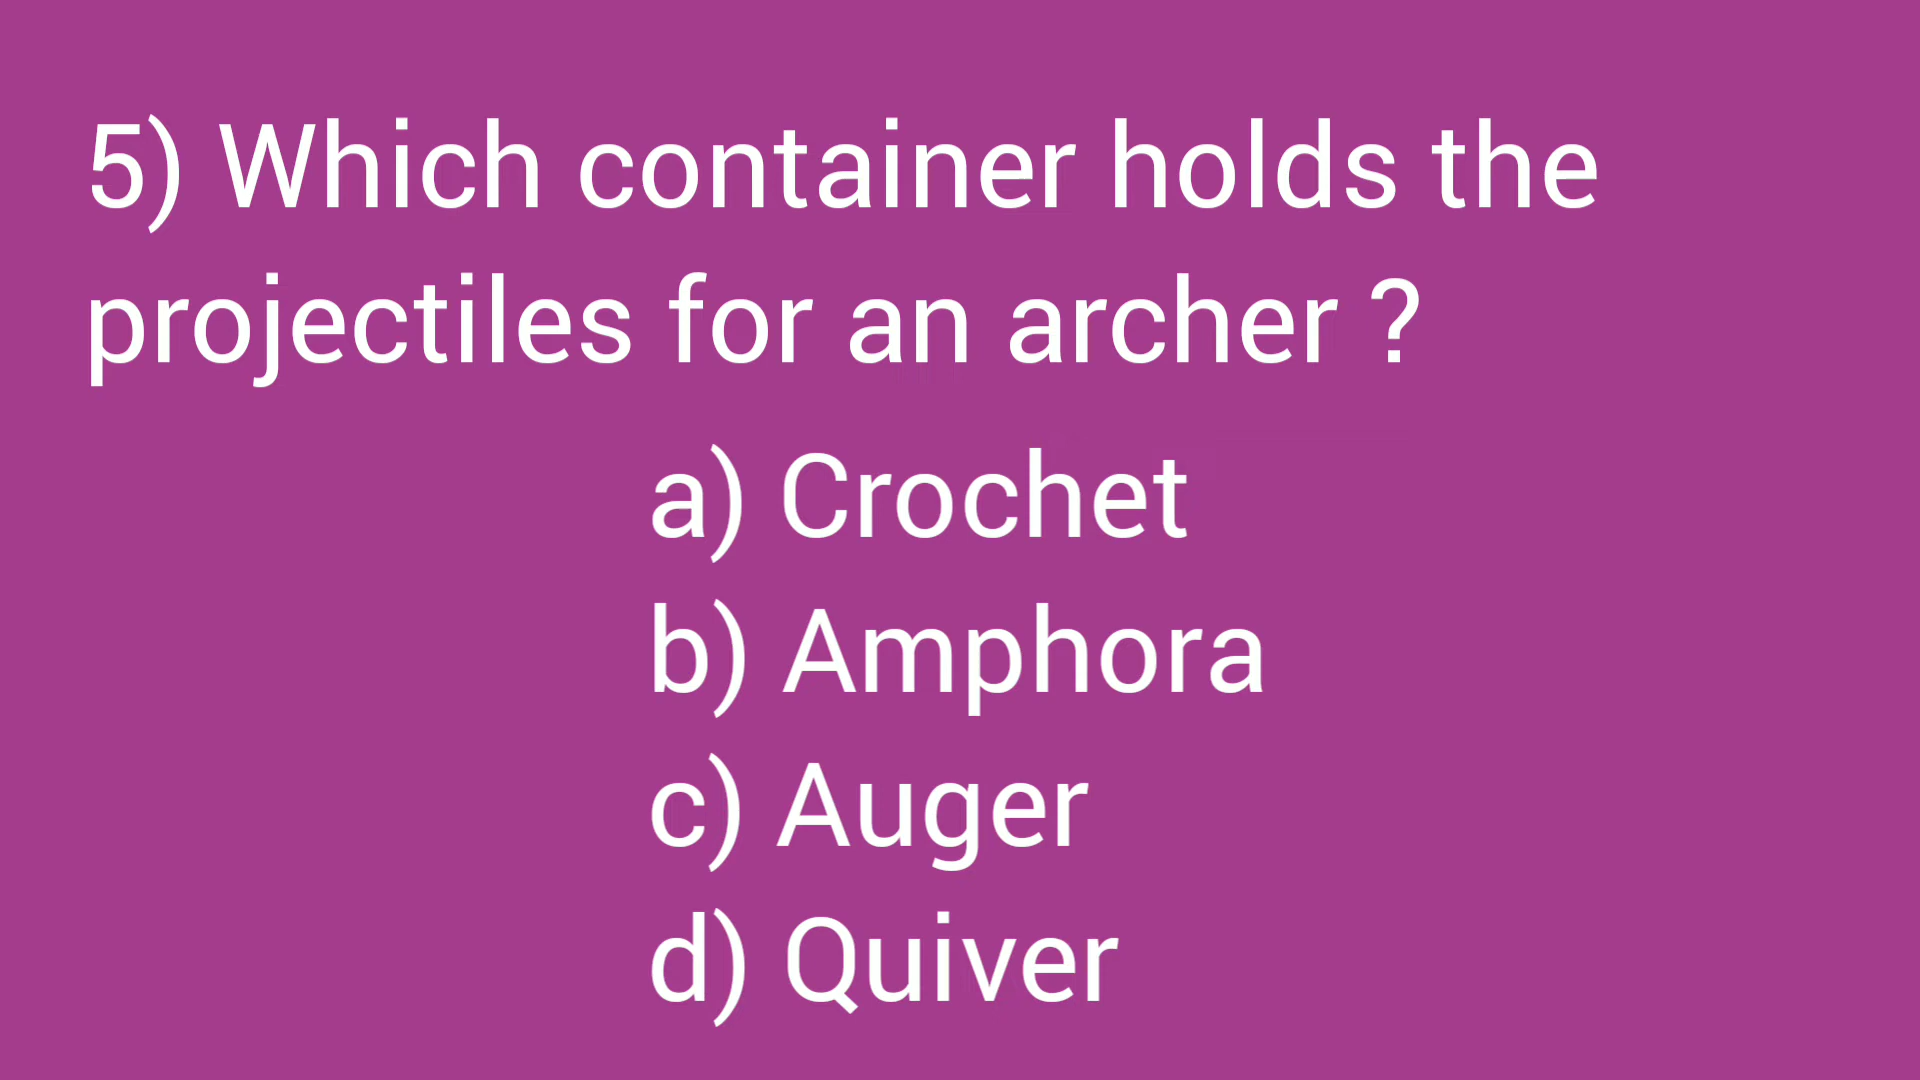 5) Which container holds the
projectiles for an archer ?
a) Crochet
b) Amphora
c) Auger
d) Quiver